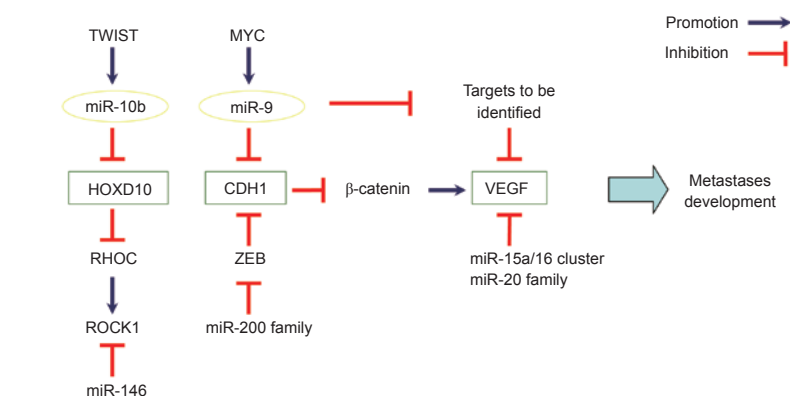 Promotion
Inhibition
TWIST
MYC
miR-10b
miR-9
Targets to be
identified
HOXD10
CDH1
β-catenin
VEGF
Metastases
development
RHOC
ZEB
miR-15a/16 cluster
miR-20 family
ROCK1
miR-200 family
miR-146